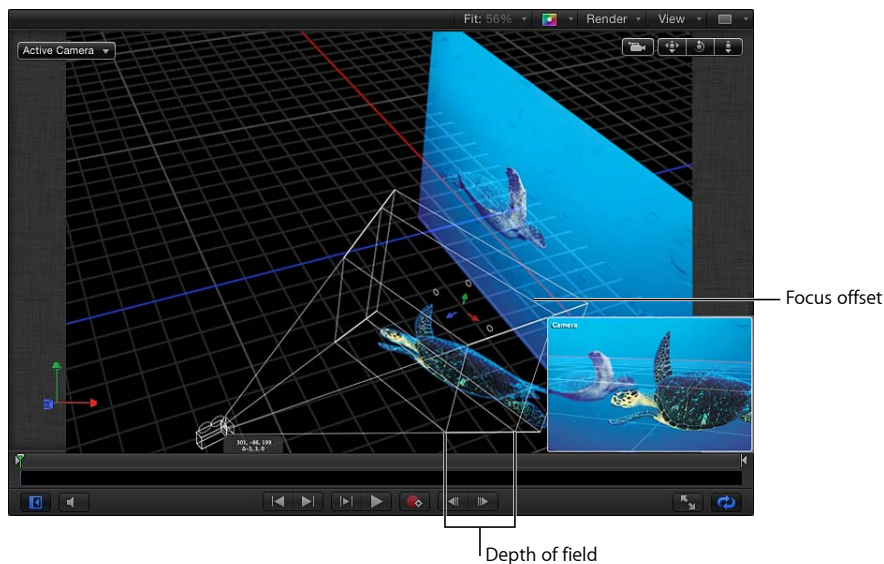 Fit: 56% Render View
Active Camera
Focus offset
Camera
301, -86, 199
A-3, 3, 0
Depth of field